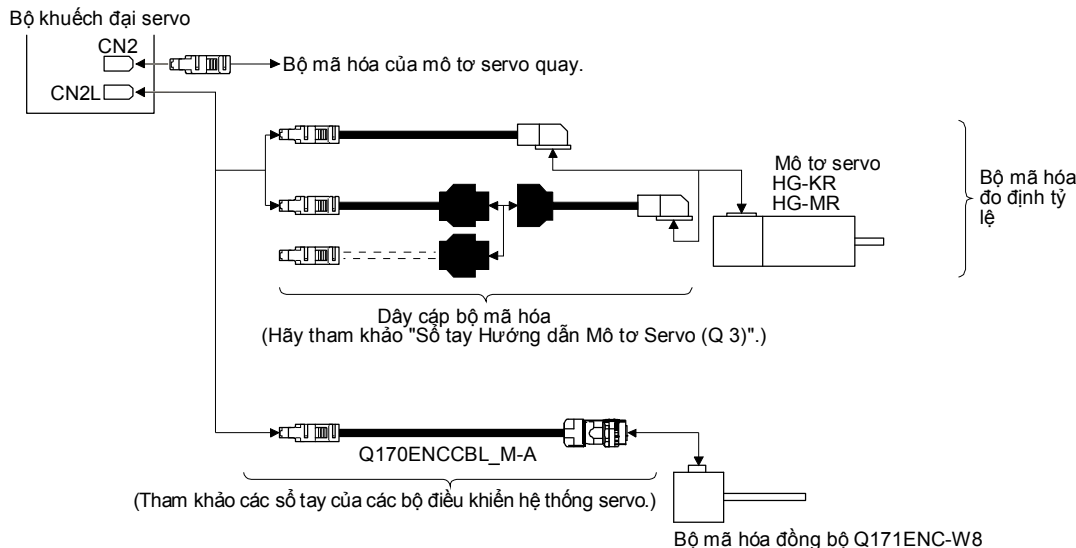 Bộ khuếch đại servo
CN2
Bộ mã hóa của mô tơ servo quay.
CN2L
Mô tơ servo
HG-KR
HG-MR
Bộ mã hóa
đo định tỷ
lệ
Dây cáp bộ mã hóa
(Hãy tham khảo "Sổ tay Hướng dẫn Mô tơ Servo (Q 3)".)
Q170ENCCBL_M-A
(Tham khảo các sổ tay của các bộ điều khiển hệ thống servo.)
Bộ mã hóa đồng bộ Q171ENC-W8